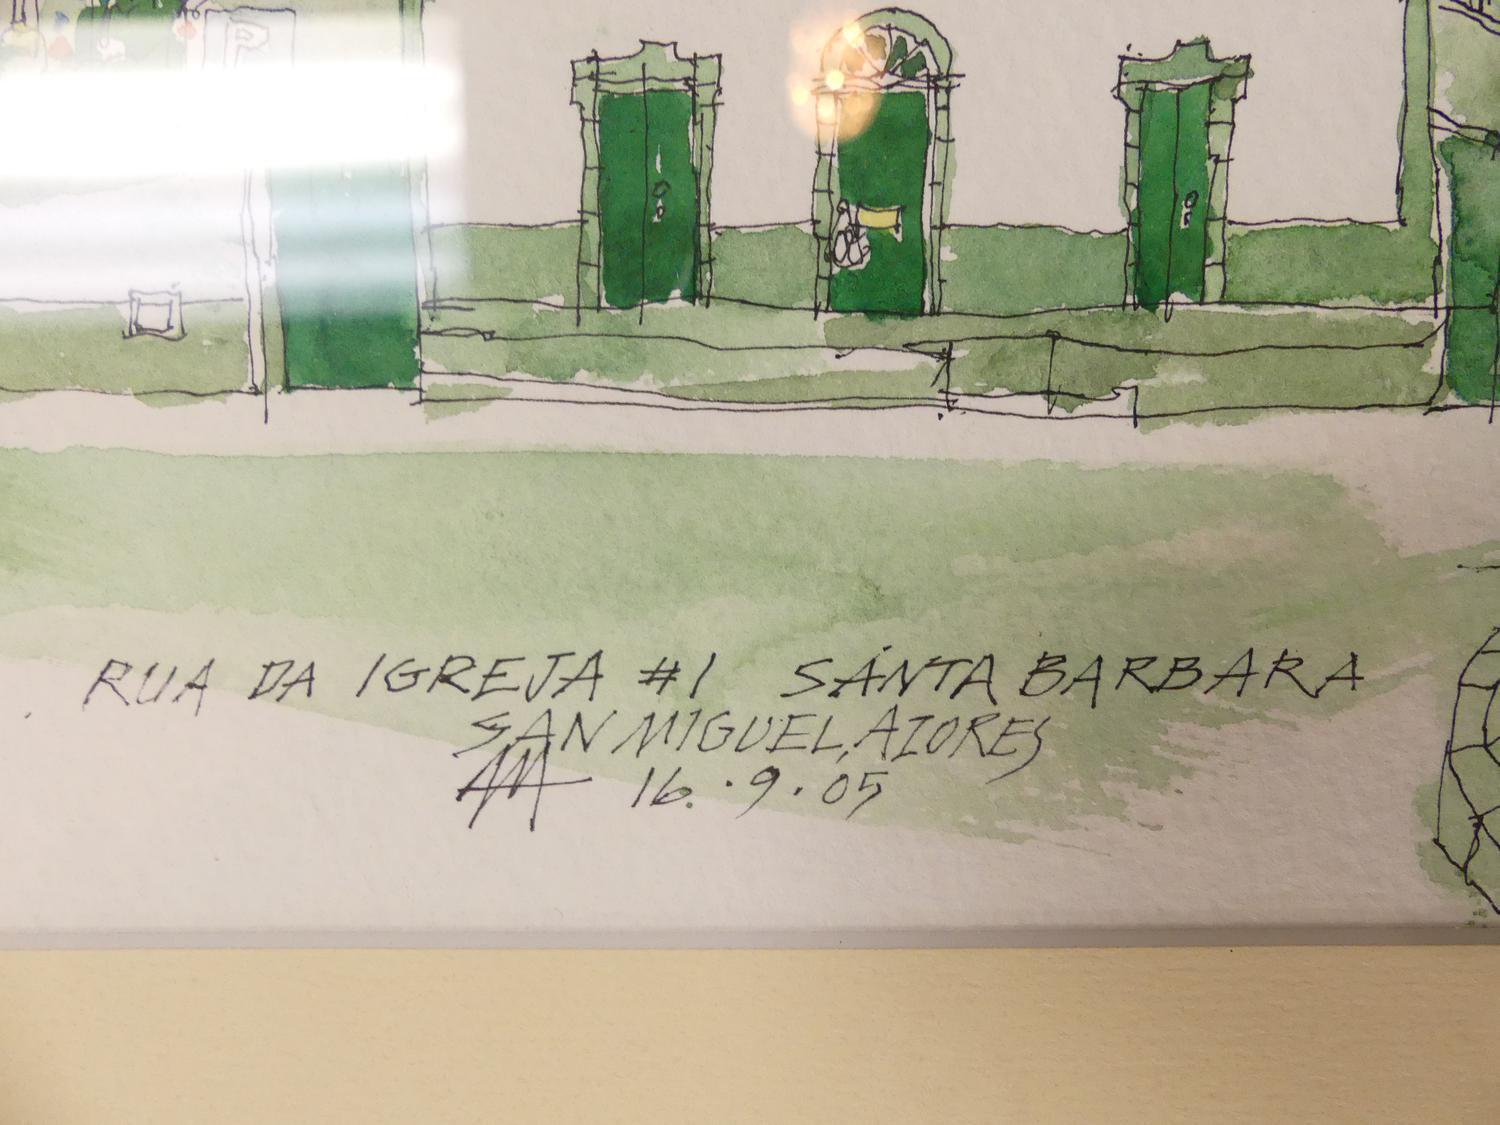 RUA DA IGREJA #1 SÁNTA BARBARA
SAN MIGUEL, AZORES
16.·9·05